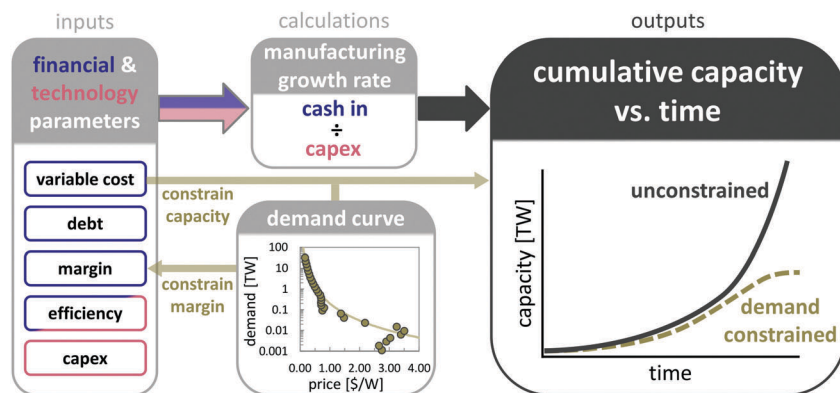 inputs
calculations
outputs
financial &
technology
parameters
manufacturing
growth rate
cash in
÷
capex
cumulative capacity
vs. time
variable cost
debt
margin
efficiency
capex
constrain
capacity
constrain
margin
demand curve
demand [TW]
100
10
1
0.1
0.01
0.001
0.00 1.00 2.00 3.00 4.00
price [$/W]
capacity [TW]
unconstrained
demand
constrained
time